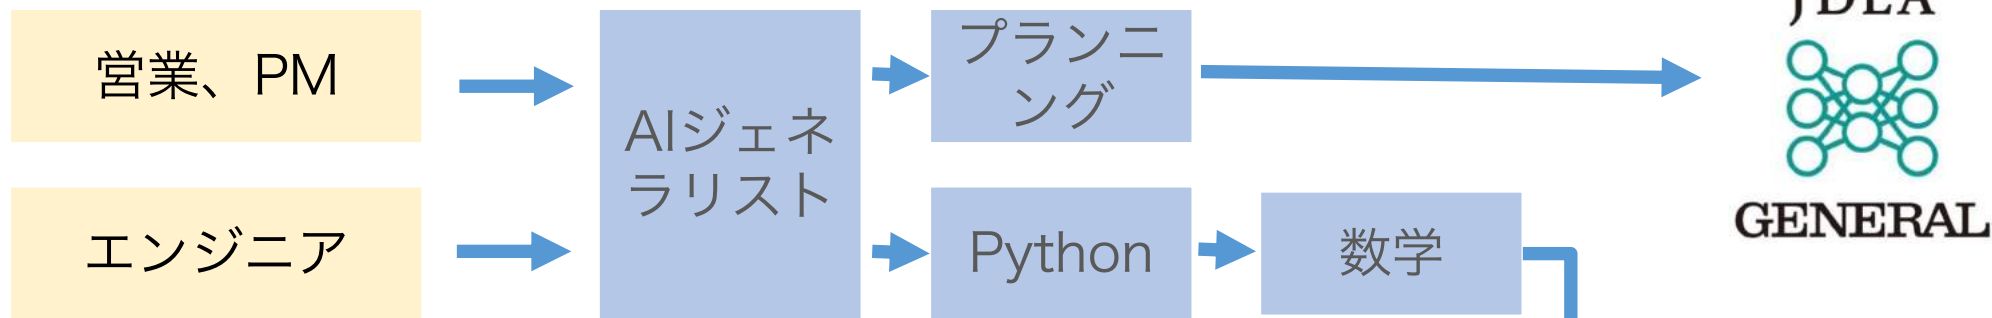 営業、PM
AIジェネ
ラリスト
プランニ
ング
JDLA
GENERAL
エンジニア
Python
数学